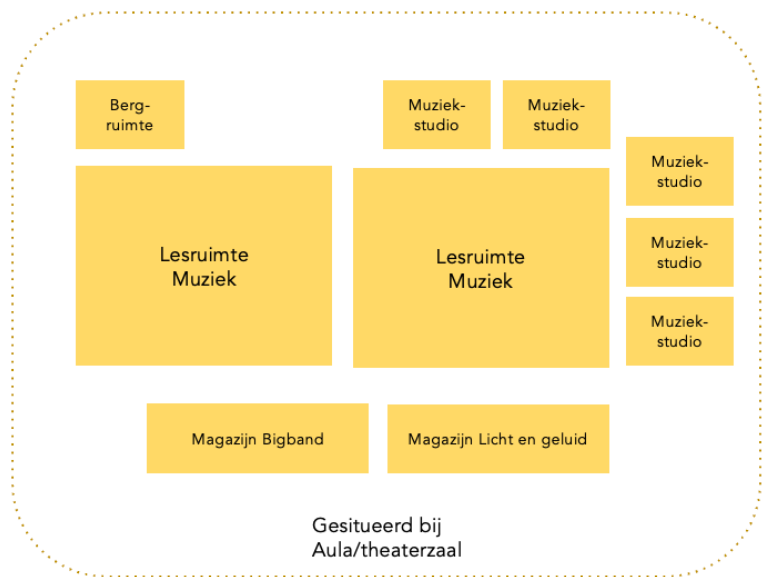 Berg-
ruimte
Muziek-
studio
Muziek-
studio
Muziek-
studio
Lesruimte
Muziek
Lesruimte
Muziek
Muziek-
studio
Muziek-
studio
Magazijn Bigband
Magazijn Licht en geluid
Gesitueerd bij
Aula/theaterzaal